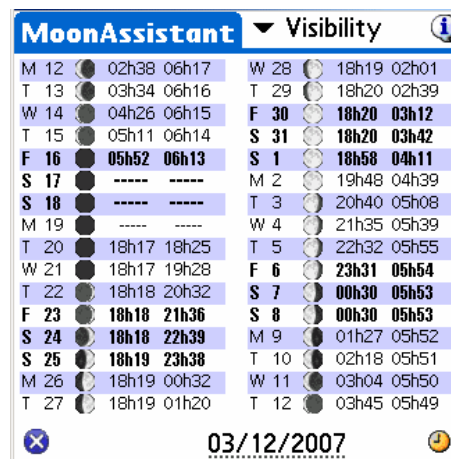 MoonAssistant Visibility
M 12 02h38 06h17
T 13 03h34 06h16
W 14 04h26 06h15
T 15 05h11 06h14
F 16 05h52 06h13
S 17 ----- -----
S 18 ----- -----
M 19 ----- -----
T 20 18h17 18h25
W 21 18h17 19h28
T 22 18h18 20h32
F 23 18h18 21h36
S 24 18h18 22h39
S 25 18h19 23h38
M 26 18h19 00h32
T 27 18h19 01h20
W 28 18h19 02h01
T 29 18h20 02h39
F 30 18h20 03h12
S 31 18h20 03h42
S 1 18h58 04h11
M 2 19h48 04h39
T 3 20h40 05h08
W 4 21h35 05h39
T 5 22h32 05h55
F 6 23h31 05h54
S 7 00h30 05h53
S 8 00h30 05h53
M 9 01h27 05h52
T 10 02h18 05h51
W 11 03h04 05h50
T 12 03h45 05h49
03/12/2007